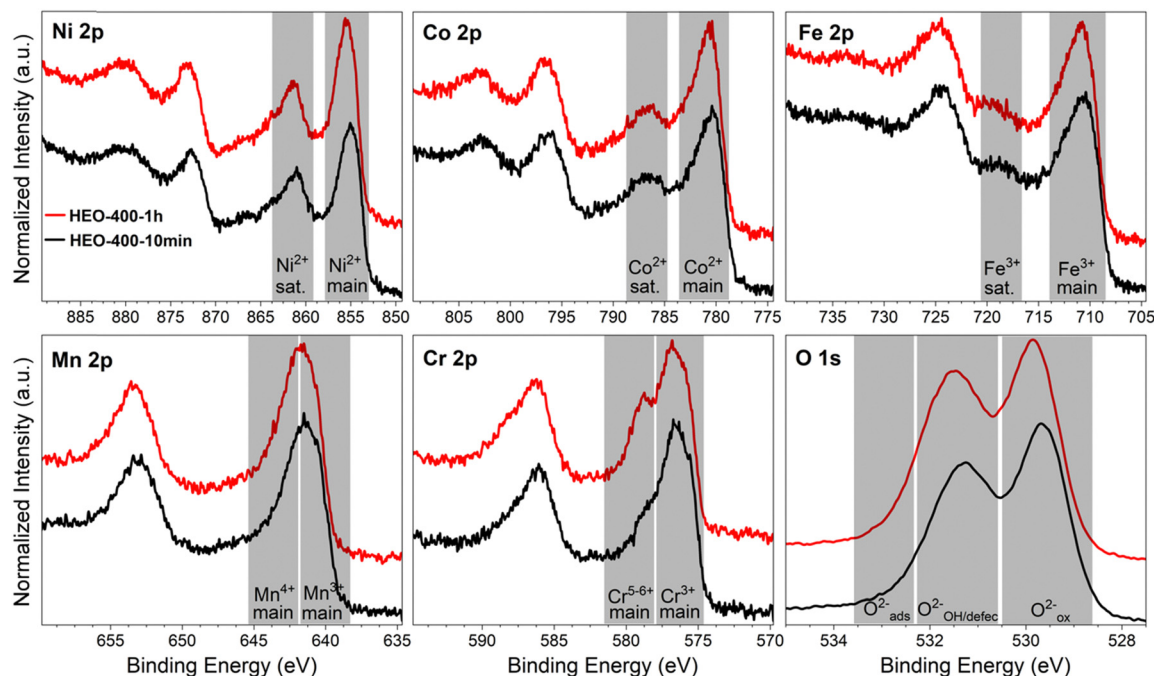 Ni 2p
Co 2p
Fe 2p
Normalized Intensity (a.u.)
HEO-400-1h
HEO-400-10min
Ni²⁺ sat.
Ni²⁺ main
Co²⁺ sat.
Co²⁺ main
Fe³⁺ sat.
Fe³⁺ main
885 880 875 870 865 860 855 850
805 800 795 790 785 780 775
735 730 725 720 715 710 705
Mn 2p
Cr 2p
O 1s
Normalized Intensity (a.u.)
Mn⁴⁺ main
Mn³⁺ main
Cr⁵⁻⁶⁺ main
Cr³⁺ main
O²⁻ads
O²⁻OH/defec
O²⁻ox
655 650 645 640 635
590 585 580 575 570
534 532 530 528
Binding Energy (eV)
Binding Energy (eV)
Binding Energy (eV)